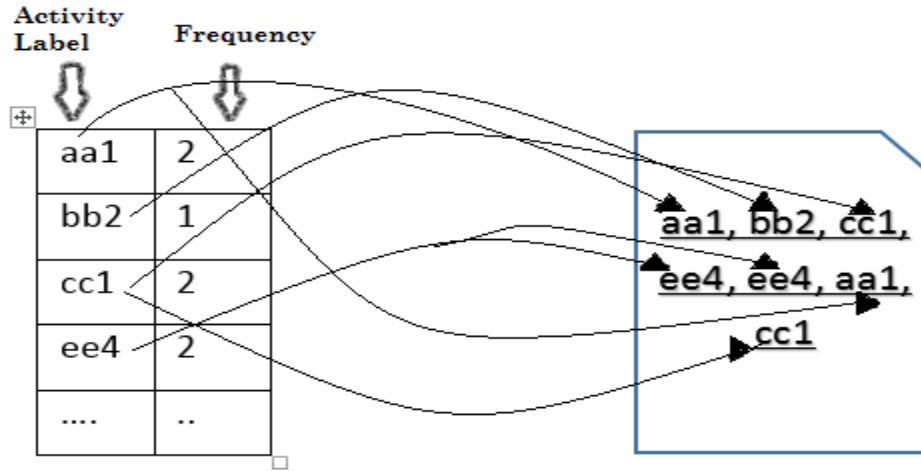 Activity
Label
Frequency
aa1 2
bb2 1
cc1 2
ee4 2
.... ..
aa1, bb2, cc1,
ee4, ee4, aa1,
cc1